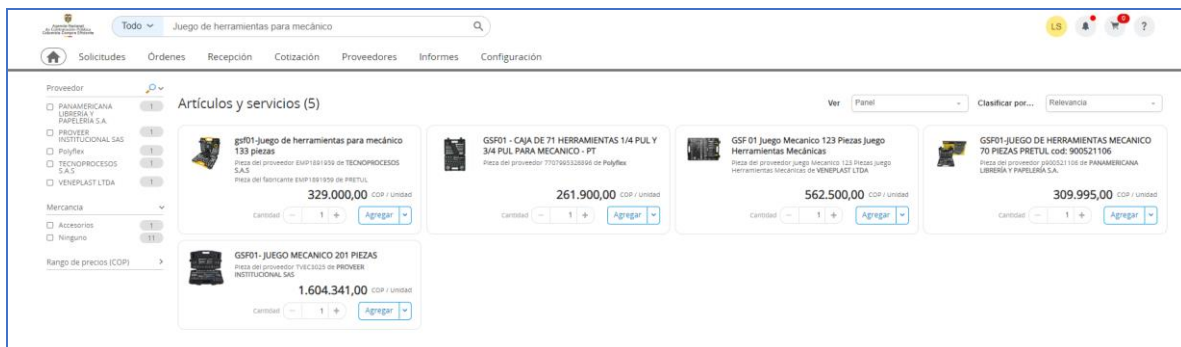 Todo
Juego de herramientas para mecánico
LS
?
Solicitudes Órdenes Recepción Cotización Proveedores Informes Configuración
Proveedor
PANAMERICANA LIBRERÍA Y PAPELERÍA S.A. 1
PROVEER INSTITUCIONAL SAS 1
Polyflex 1
TECNOPROCESOS S.A.S 1
VENEPLAST LTDA 1
Mercancía
Accesorios 1
Ninguno 11
Rango de precios (COP)
Artículos y servicios (5)
Ver Panel Clasificar por... Relevancia
gsf01-Juego de herramientas para mecánico
133 piezas
Pieza del proveedor EMP1691959 de TECNOPROCESOS
S.A.S
Pieza del fabricante EMP1691959 de PRETUL
329.000,00 COP / Unidad
Cantidad − 1 + Agregar
GSF01 - CAJA DE 71 HERRAMIENTAS 1/4 PUL Y
3/4 PUL PARA MECANICO - PT
Pieza del proveedor de Polyflex
261.900,00 COP / Unidad
Cantidad − 1 + Agregar
GSF 01 Juego Mecanico 123 Piezas Juego
Herramientas Mecánicas
Pieza del proveedor Juego Mecanico 123 Piezas Juego
Herramientas Mecánicas de VENEPLAST LTDA
562.500,00 COP / Unidad
Cantidad − 1 + Agregar
GSF01-JUEGO DE HERRAMIENTAS MECANICO
70 PIEZAS PRETUL cod: 900521106
Pieza del proveedor p900521106 de PANAMERICANA
LIBRERÍA Y PAPELERÍA S.A.
309.995,00 COP / Unidad
Cantidad − 1 + Agregar
GSF01- JUEGO MECANICO 201 PIEZAS
Pieza del proveedor TVEC3025 de PROVEER
INSTITUCIONAL SAS
1.604.341,00 COP / Unidad
Cantidad − 1 + Agregar